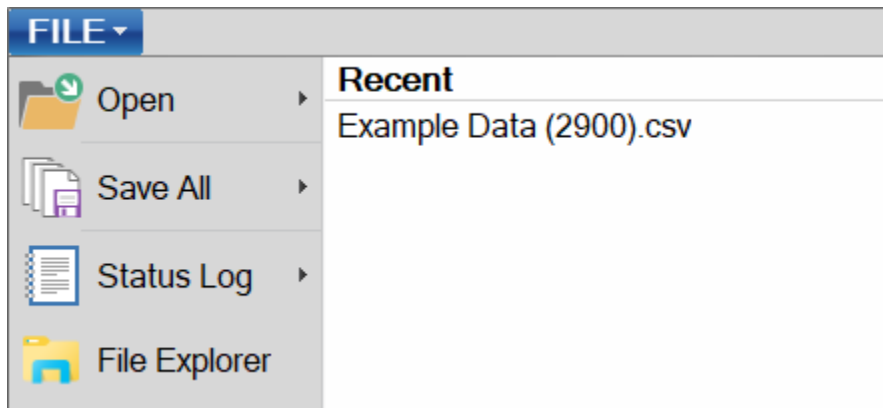 FILE
Open
Save All
Status Log
File Explorer
Recent
Example Data (2900).csv